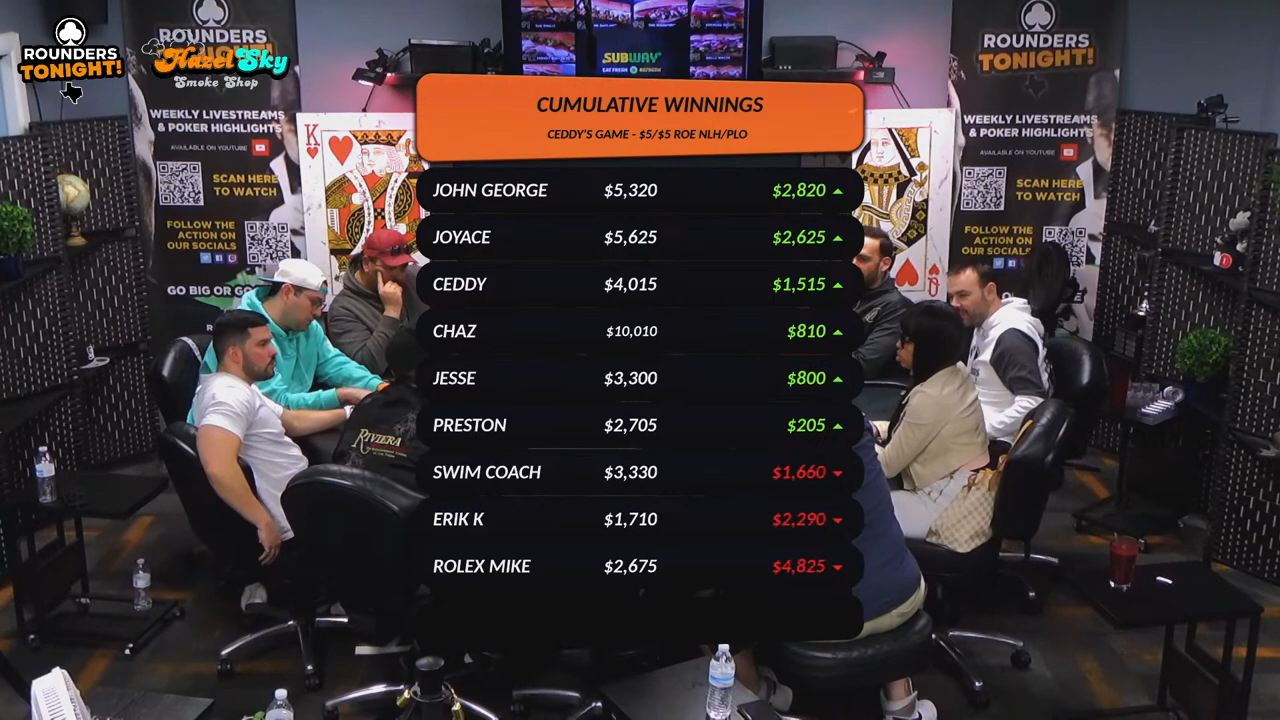 ROUNDERS
TONIGHT!
Hazel Sky
Smoke Shop
ROUNDERS
WEEKLY LIVESTREAMS
& POKER HIGHLIGHTS
AVAILABLE ON YOUTUBE
SCAN HERE
TO WATCH
FOLLOW THE
ACTION ON
OUR SOCIALS
GO BIG OR GO
K
SUBWAY
EAT FRESH REFRESH
ROUNDERS
TONIGHT!
WEEKLY LIVESTREAMS
& POKER HIGHLIGHTS
AVAILABLE ON YOUTUBE
SCAN HERE
TO WATCH
FOLLOW THE
ACTION ON
OUR SOCIALS
Q
CUMULATIVE WINNINGS
CEDDY'S GAME - $5/$5 ROE NLH/PLO
JOHN GEORGE $5,320 $2,820
JOYACE $5,625 $2,625
CEDDY $4,015 $1,515
CHAZ $10,010 $810
JESSE $3,300 $800
PRESTON $2,705 $205
SWIM COACH $3,330 $1,660
ERIK K $1,710 $2,290
ROLEX MIKE $2,675 $4,825
RIVIERA